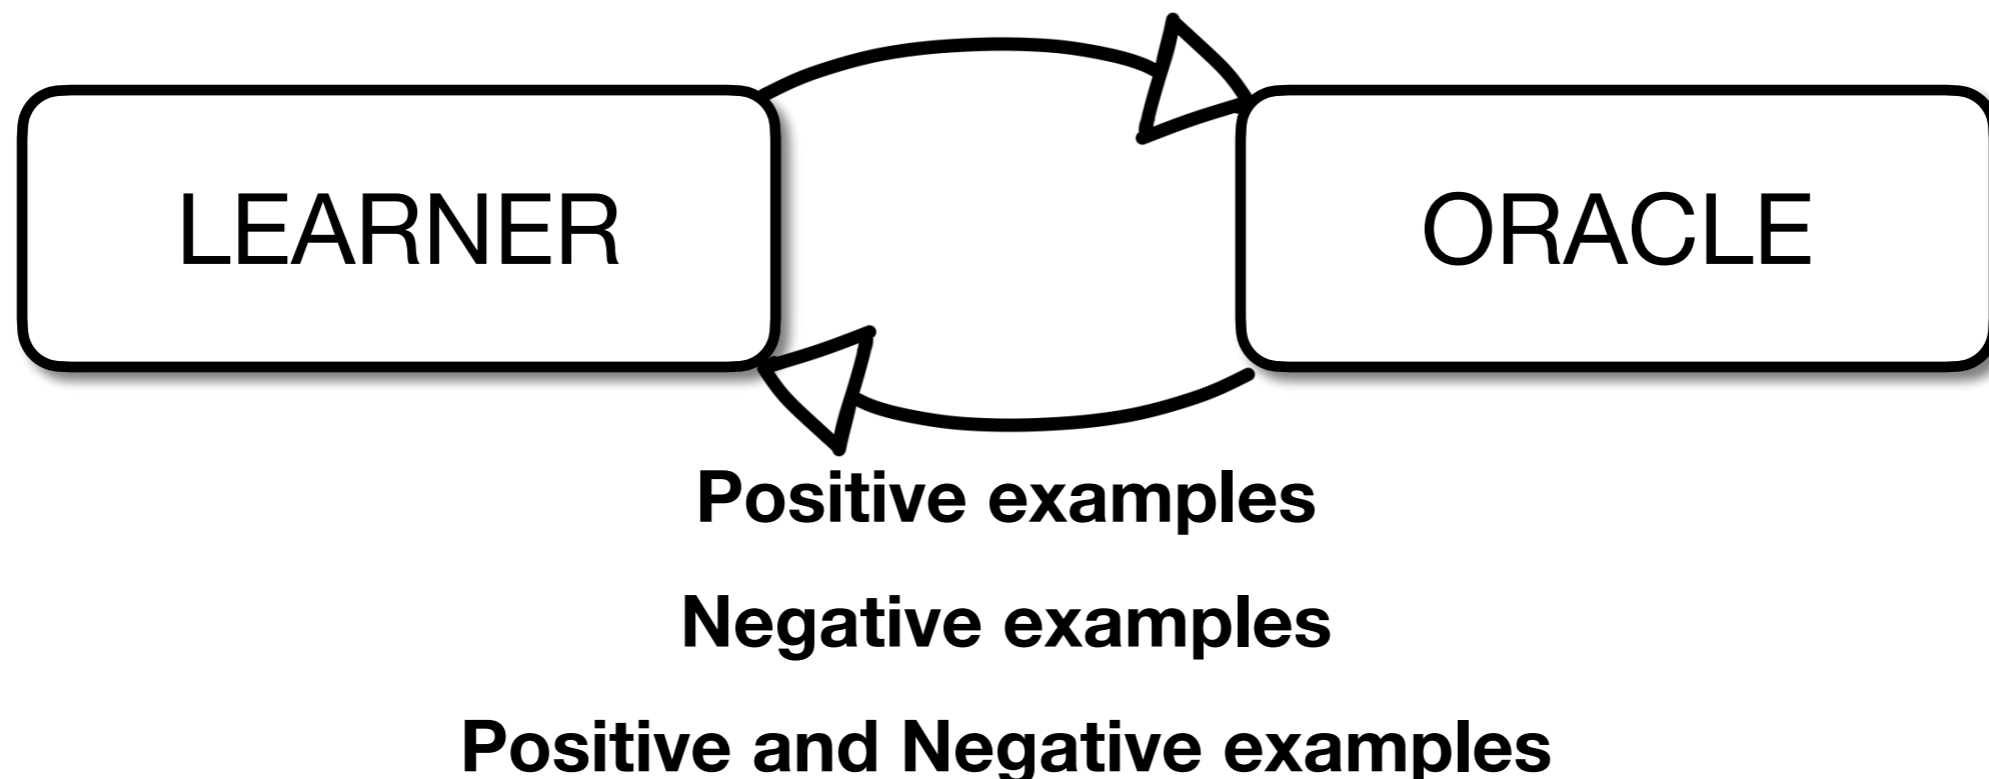 LEARNER
ORACLE
Positive examples
Negative examples
Positive and Negative examples